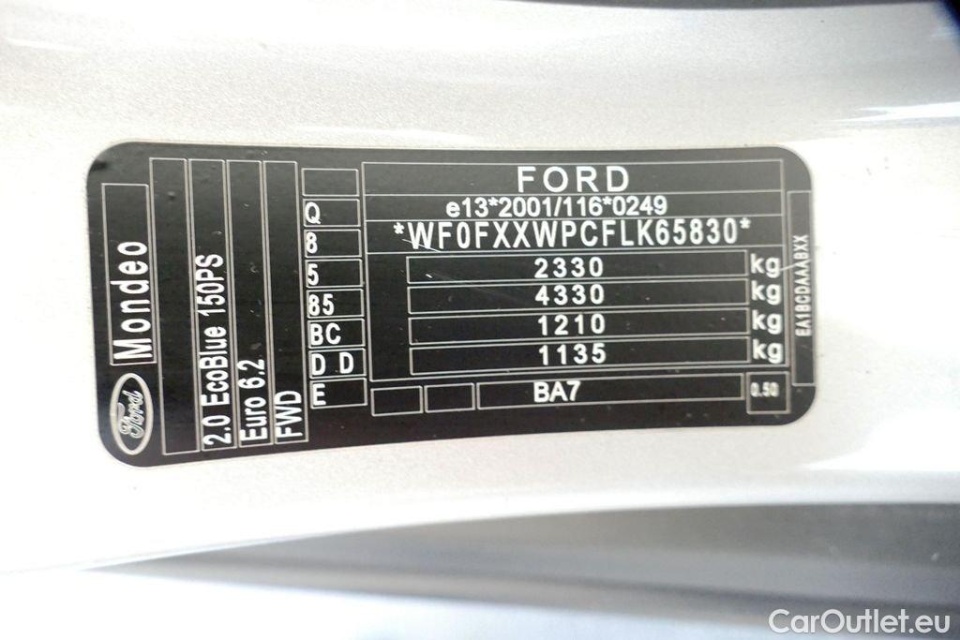 Ford
Mondeo
2.0 EcoBlue 150PS
Euro 6.2
FWD
Q
8
5
85
BC
D D
E
FORD
e13*2001/116*0249
*WF0FXXWPCFLK65830*
2330 kg
4330 kg
1210 kg
1135 kg
BA7
0.50
EA1BCDAAABXX
CarOutlet.eu